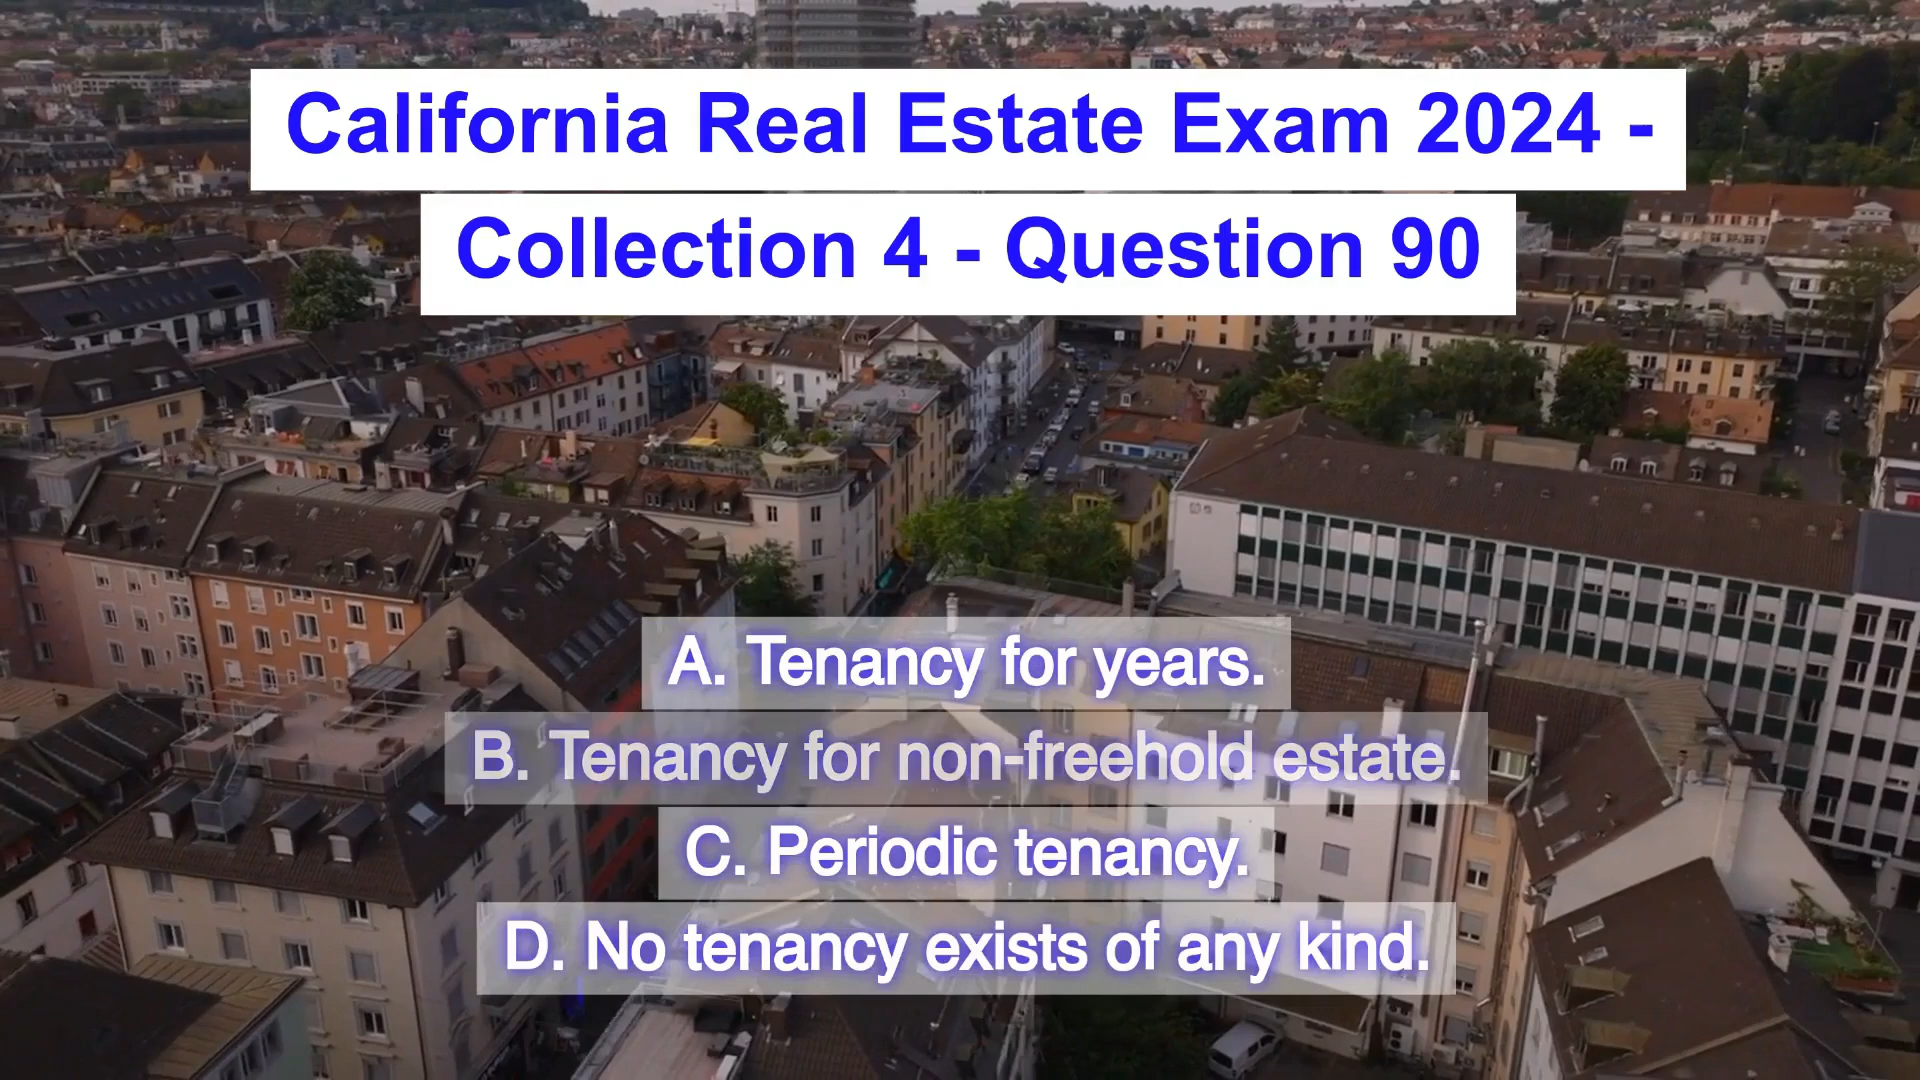 California Real Estate Exam 2024 -
Collection 4 - Question 90
A. Tenancy for years.
B. Tenancy for non-freehold estate.
C. Periodic tenancy.
D. No tenancy exists of any kind.